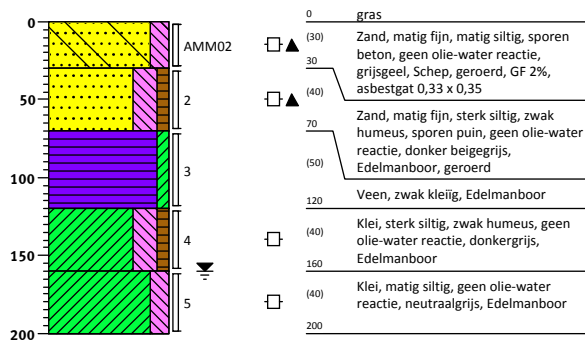 0
50
100
150
200
AMM02
2
3
4
5
0
gras
(30)
Zand, matig fijn, matig siltig, sporen
beton, geen olie-water reactie,
grijsgeel, Schep, geroerd, GF 2%,
asbestgat 0,33 x 0,35
30
(40)
Zand, matig fijn, sterk siltig, zwak
humeus, sporen puin, geen olie-water
reactie, donker beigegrijs,
Edelmanboor, geroerd
70
(50)
Veen, zwak kleiïg, Edelmanboor
120
(40)
Klei, sterk siltig, zwak humeus, geen
olie-water reactie, donkergrijs,
Edelmanboor
160
(40)
Klei, matig siltig, geen olie-water
reactie, neutraalgrijs, Edelmanboor
200